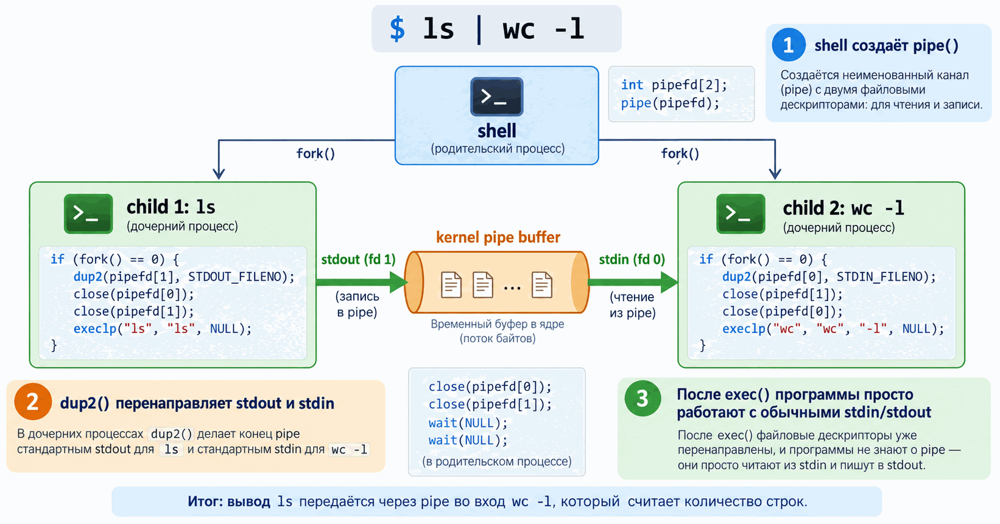 $ ls | wc -l
1
shell создаёт pipe()
Создаётся неименованный канал
(pipe) с двумя файловыми
дескрипторами: для чтения и записи.
int pipefd[2];
pipe(pipefd);
>_
shell
(родительский процесс)
fork()
fork()
>_
child 1: ls
(дочерний процесс)
if (fork() == 0) {
dup2(pipefd[1], STDOUT_FILENO);
close(pipefd[0]);
close(pipefd[1]);
execlp("ls", "ls", NULL);
}
stdout (fd 1)
(запись
в pipe)
kernel pipe buffer
...
Временный буфер в ядре
(поток байтов)
stdin (fd 0)
(чтение
из pipe)
>_
child 2: wc -l
(дочерний процесс)
if (fork() == 0) {
dup2(pipefd[0], STDIN_FILENO);
close(pipefd[1]);
close(pipefd[0]);
execlp("wc", "wc", "-l", NULL);
}
2
dup2() перенаправляет stdout и stdin
В дочерних процессах dup2() делает конец pipe
стандартным stdout для ls и стандартным stdin для wc -l
close(pipefd[0]);
close(pipefd[1]);
wait(NULL);
wait(NULL);
(в родительском процессе)
3
После exec() программы просто
работают с обычными stdin/stdout
После exec() файловые дескрипторы уже
перенаправлены, и программы не знают о pipe —
они просто читают из stdin и пишут в stdout.
Итог: вывод ls передаётся через pipe во вход wc -l, который считает количество строк.